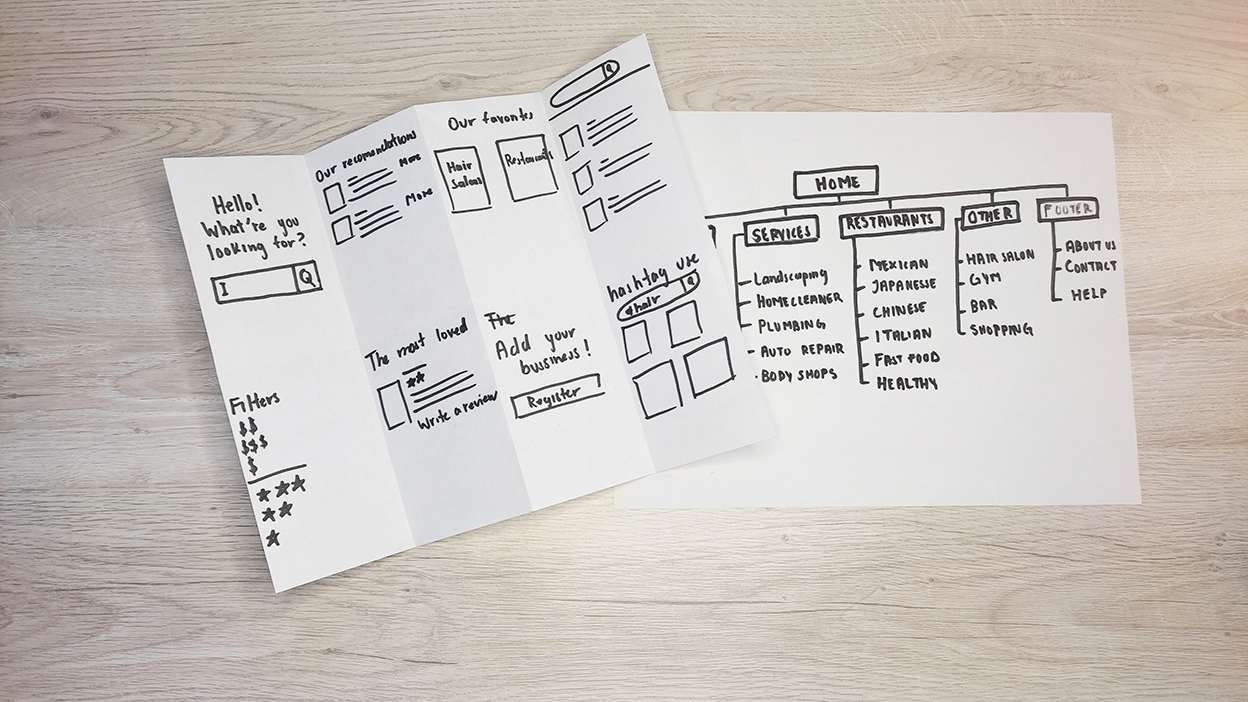 Hello!
What're you
looking for?
I
Filters
$$
$$$
$
Our recomendations
More
More
The most loved
Write a review
Our favorites
Hair
Salons
Restaurants
The
Add your
bussiness!
Register
hashtag use
#hair
HOME
SERVICES
Landscaping
HOMECLEANER
PLUMBING
AUTO REPAIR
BODY SHOPS
RESTAURANTS
MEXICAN
JAPANESE
CHINESE
ITALIAN
FAST FOOD
HEALTHY
OTHER
HAIR SALON
GYM
BAR
SHOPPING
FOOTER
ABOUT US
CONTACT
HELP